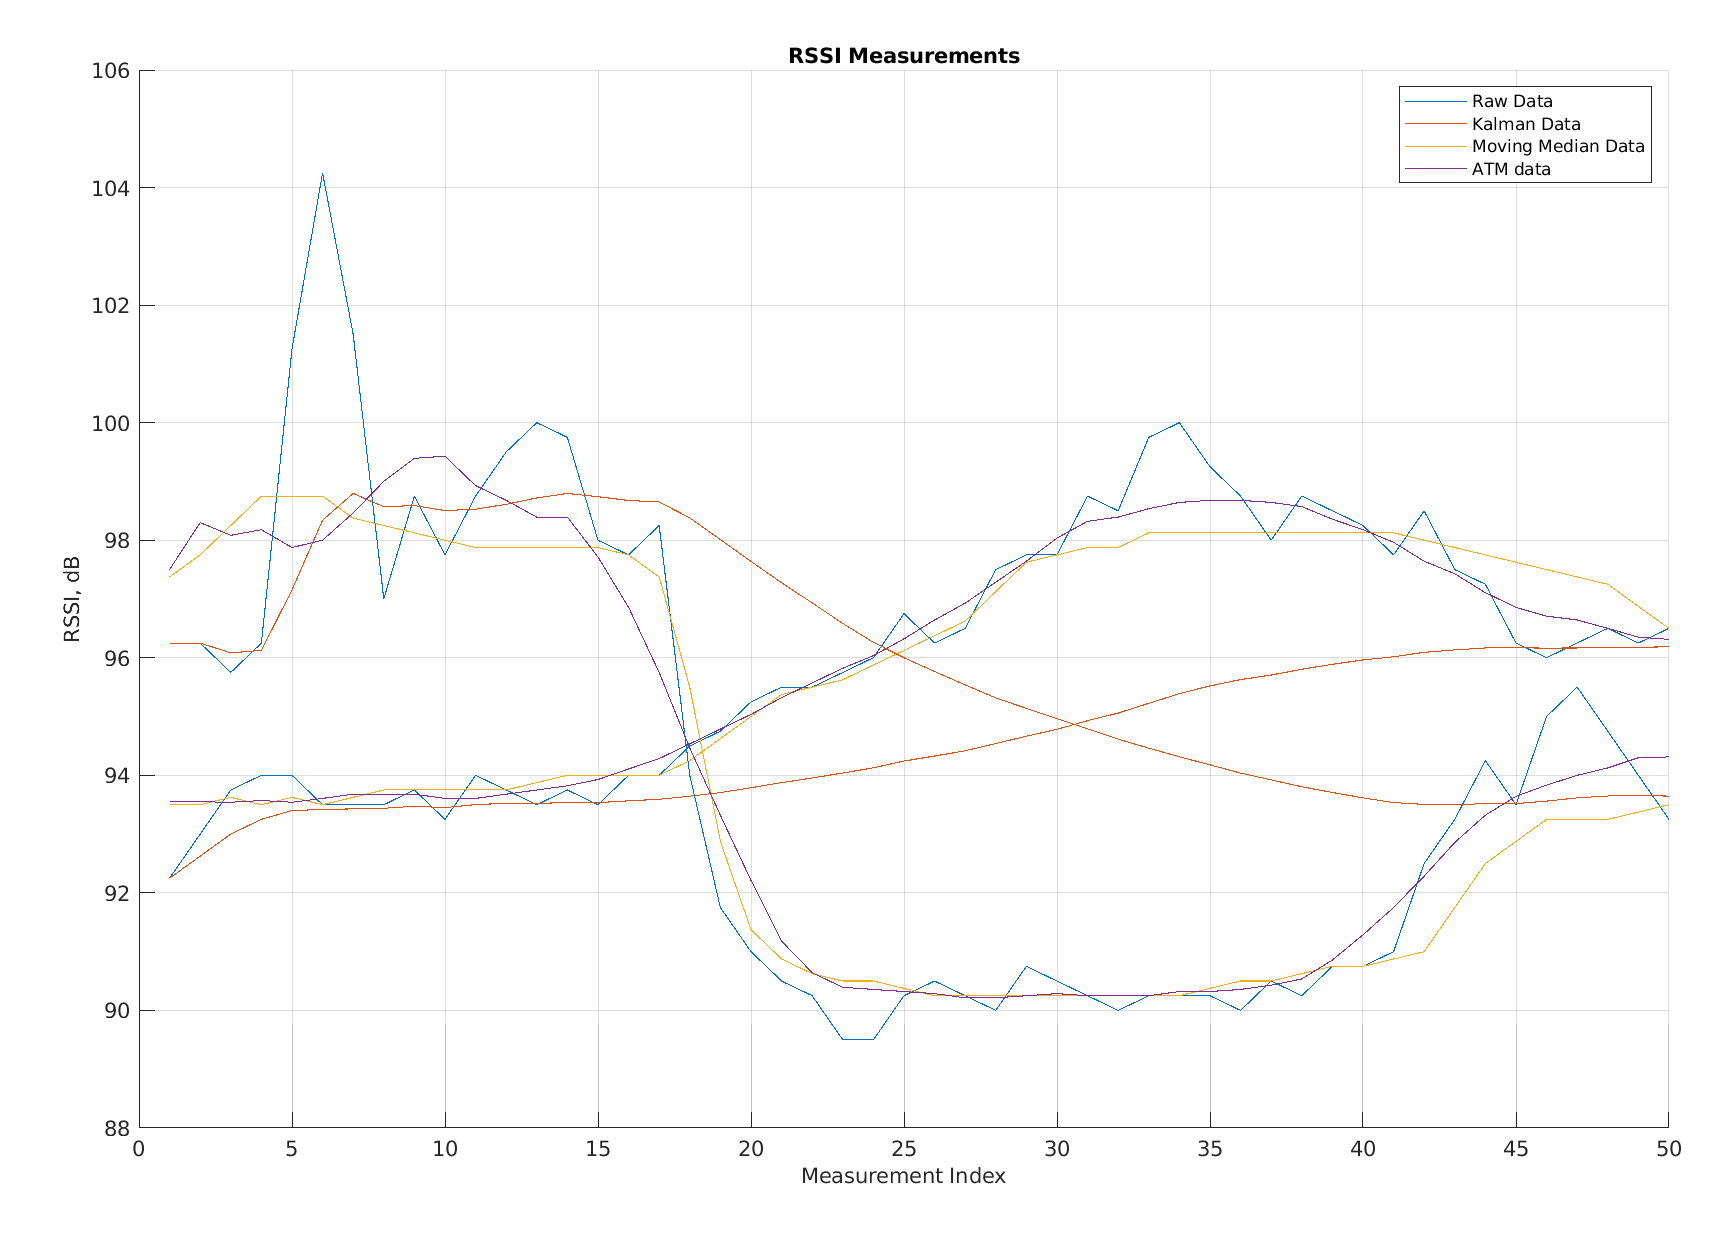 RSSI Measurements
106
104
102
100
98
96
94
92
90
88
RSSI, dB
Raw Data
Kalman Data
Moving Median Data
ATM data
0 5 10 15 20 25 30 35 40 45 50
Measurement Index